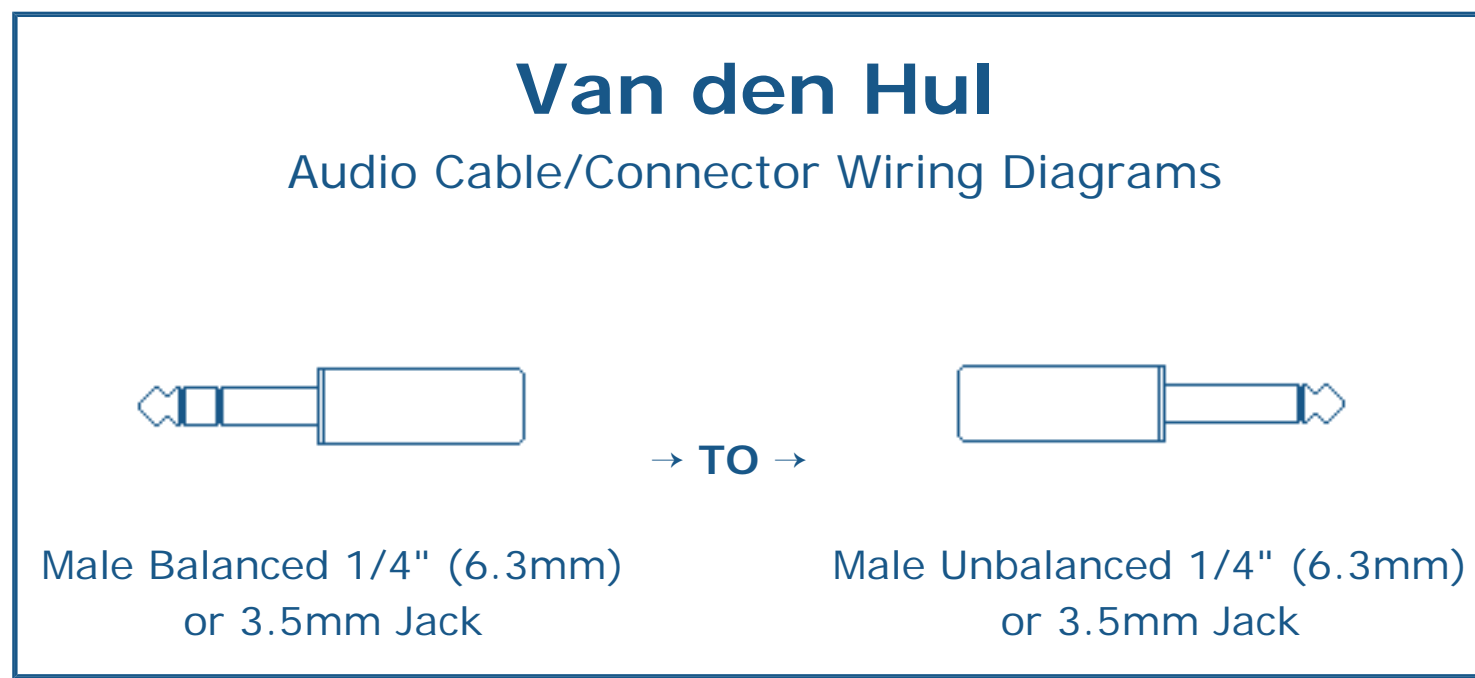 Van den Hul
Audio Cable/Connector Wiring Diagrams
→ TO →
Male Balanced 1/4" (6.3mm)
or 3.5mm Jack
Male Unbalanced 1/4" (6.3mm)
or 3.5mm Jack